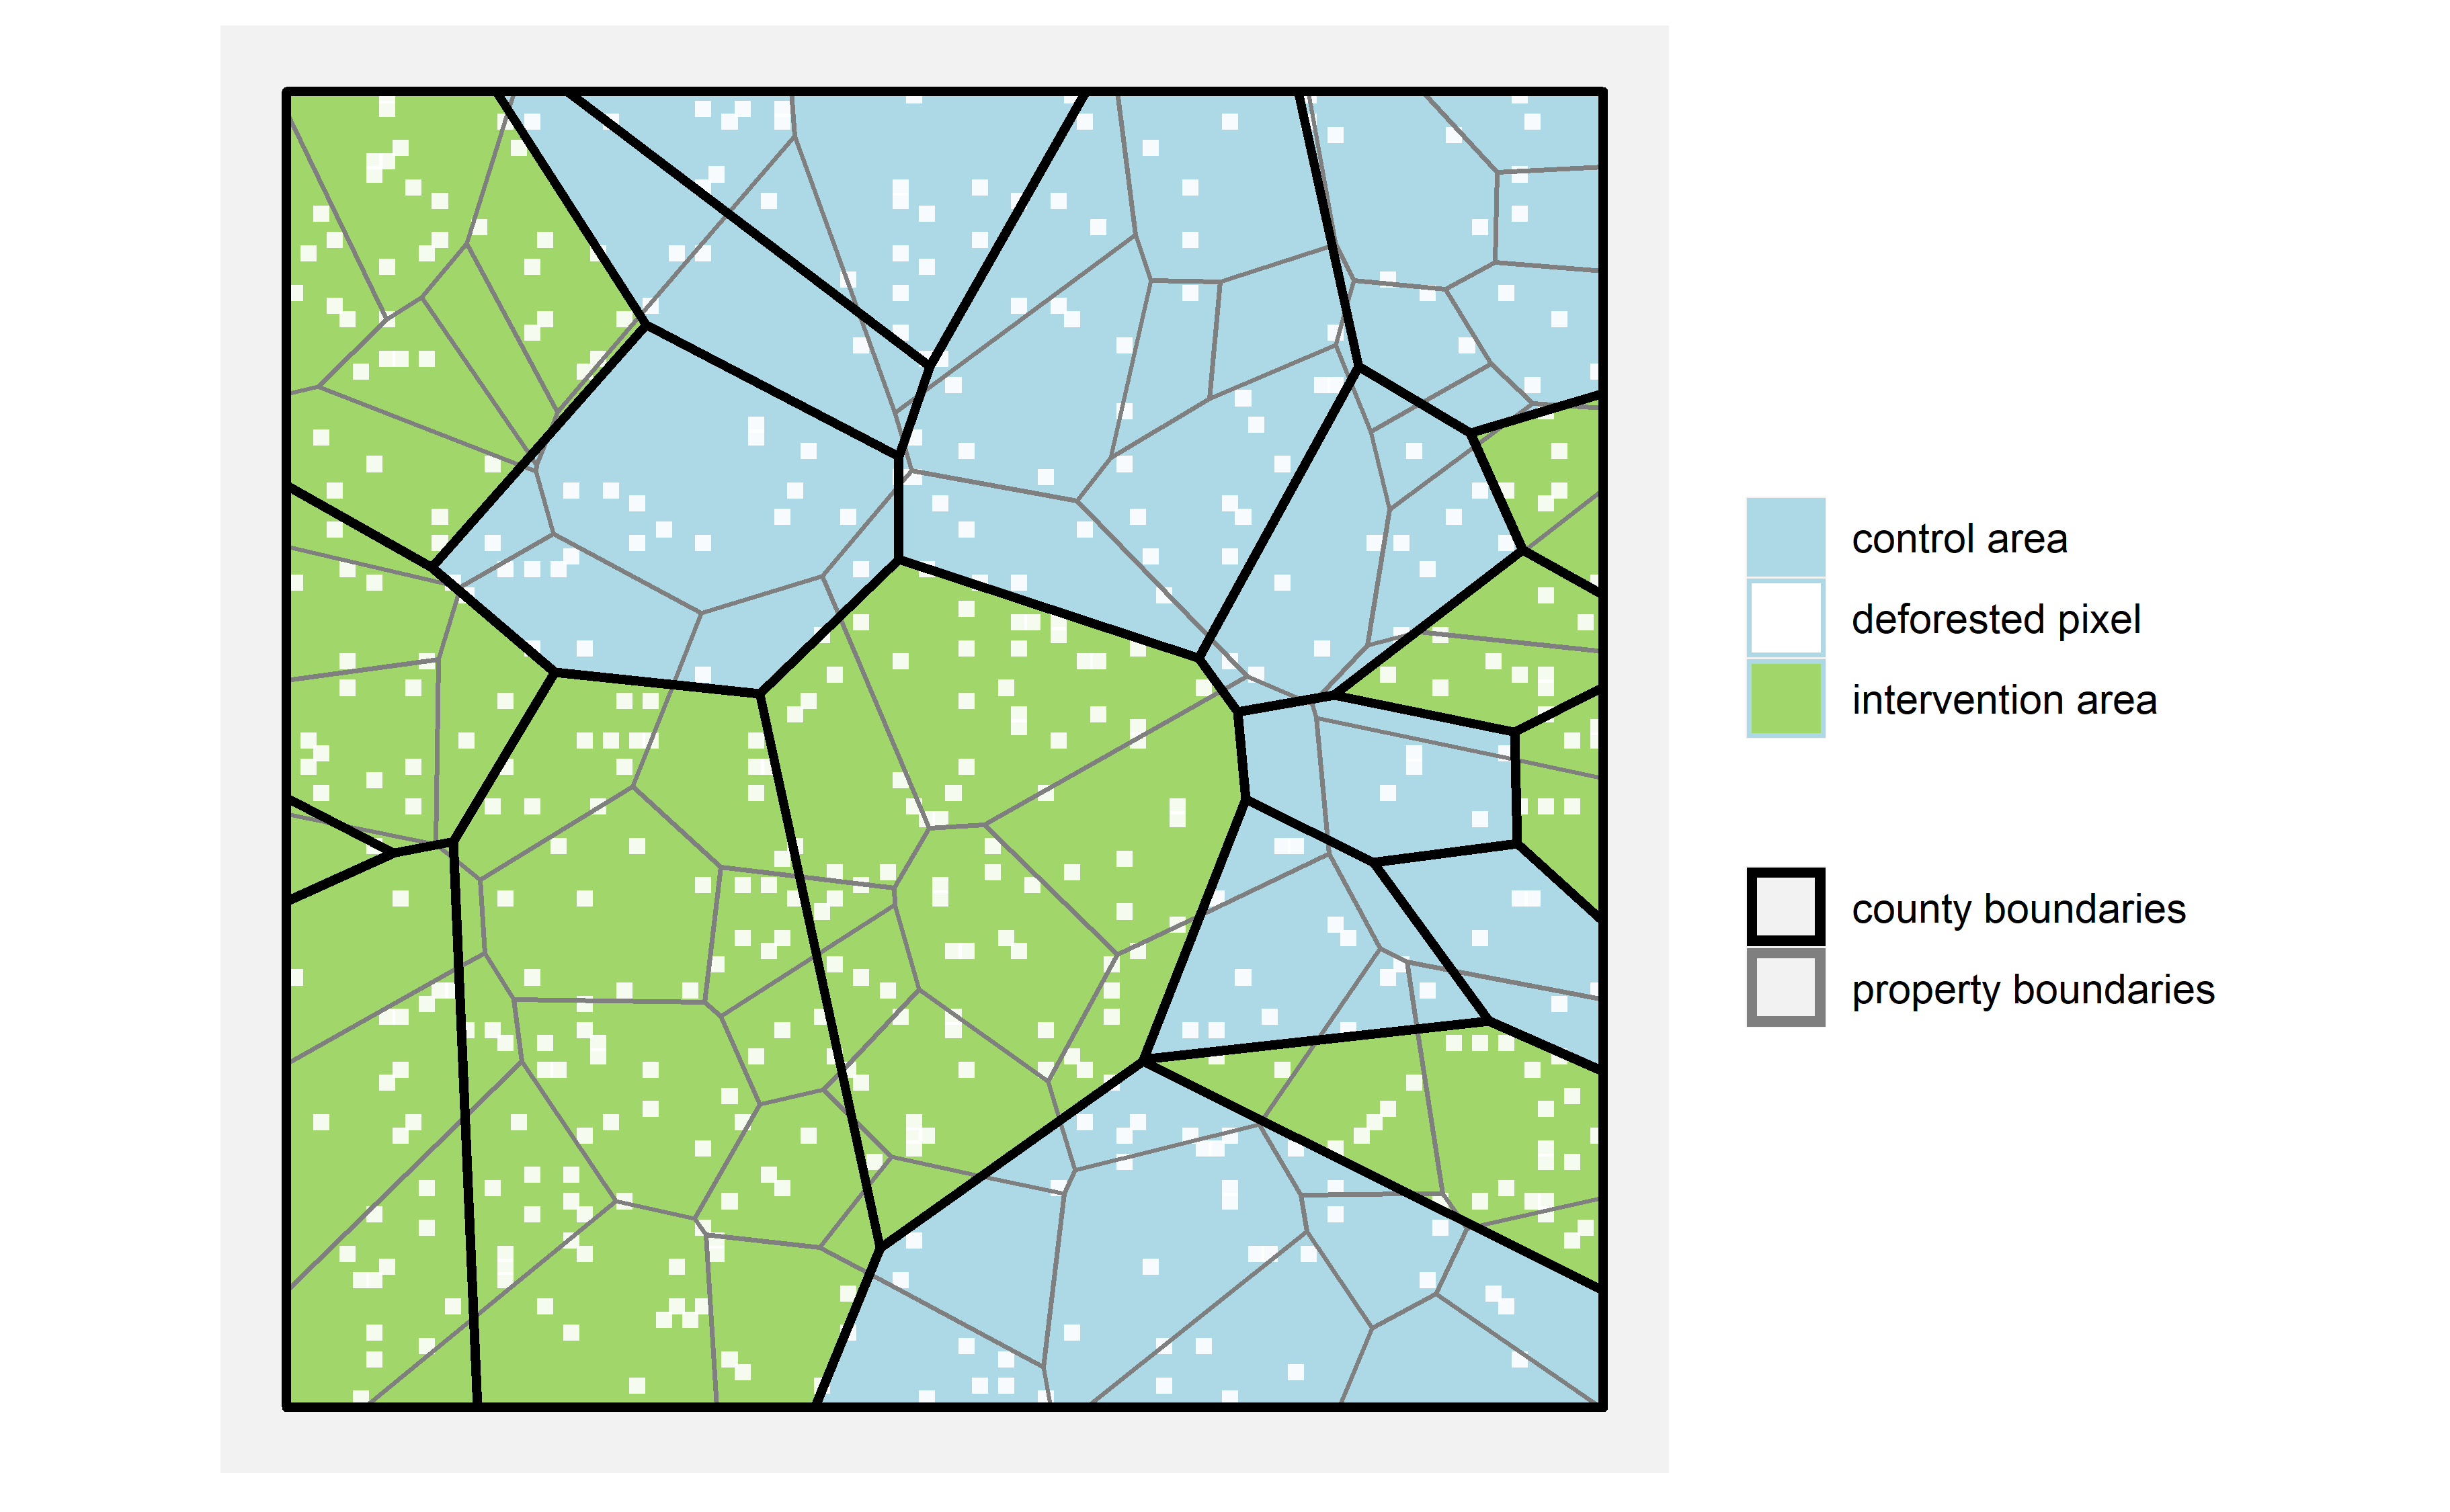 control area
deforested pixel
intervention area
county boundaries
property boundaries